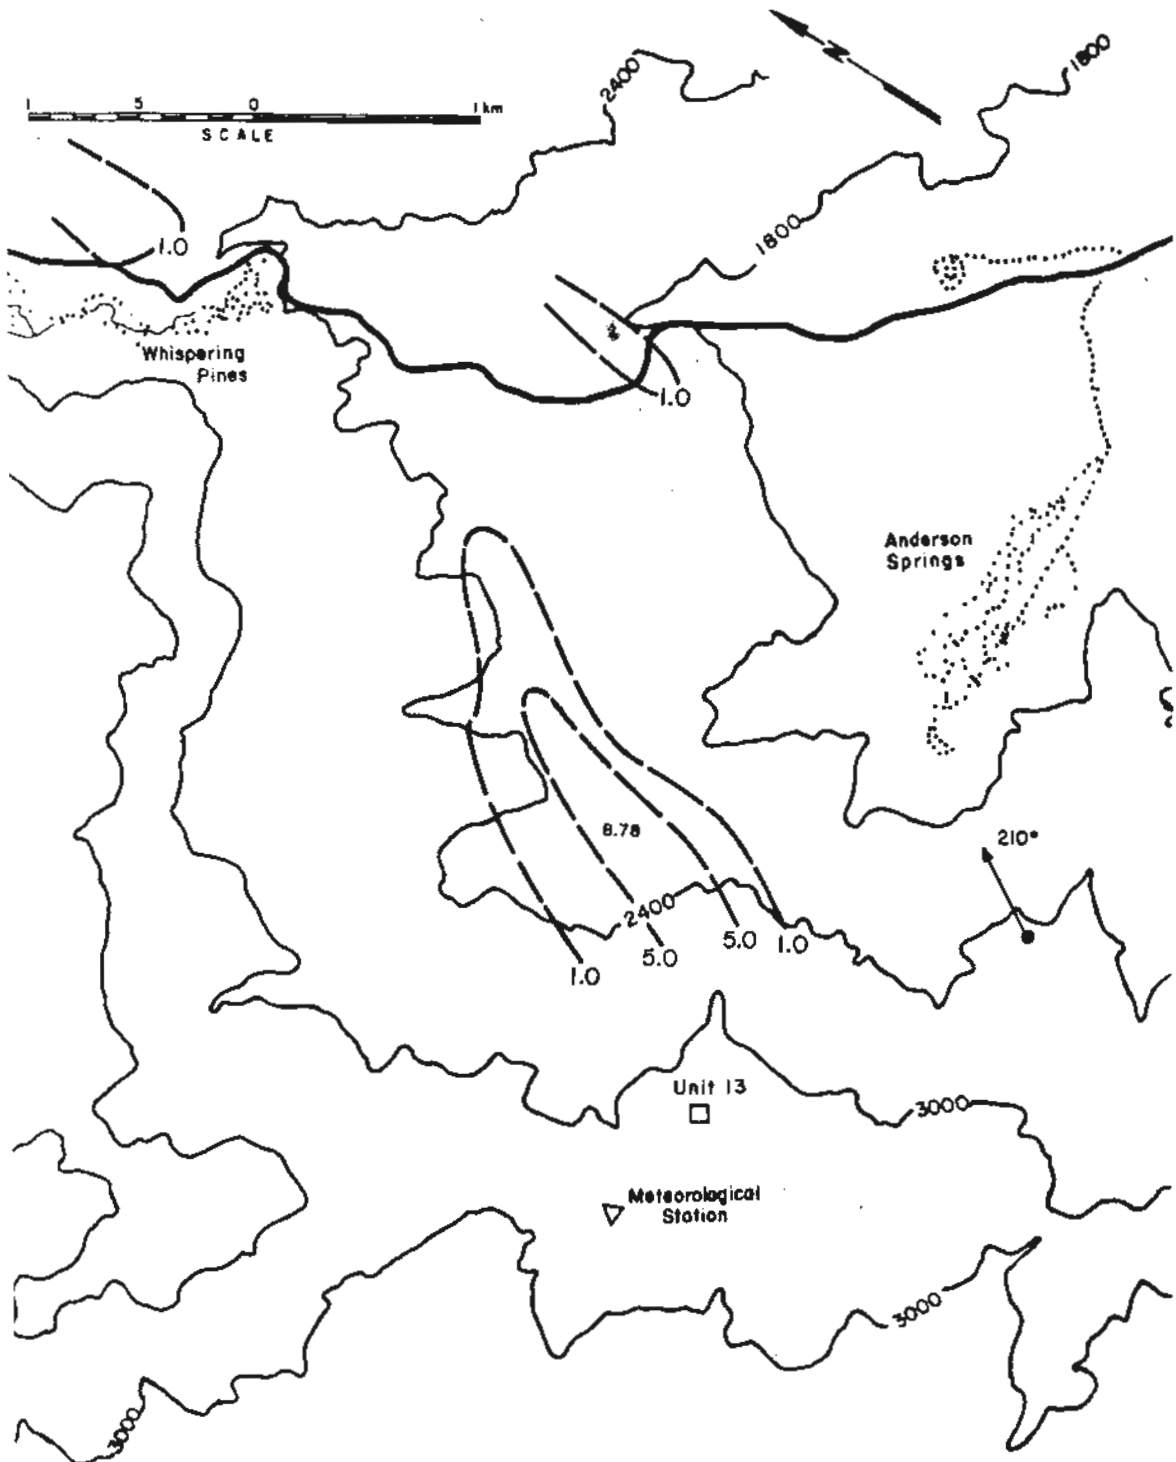 N
1800
2400
1 5 0 1 km
SCALE
1800
1.0
Whispering
Pines
1.0
Anderson
Springs
8.78
210°
2400
5.0
1.0
5.0
1.0
Unit 13
3000
Meteorological
Station
3000
3000